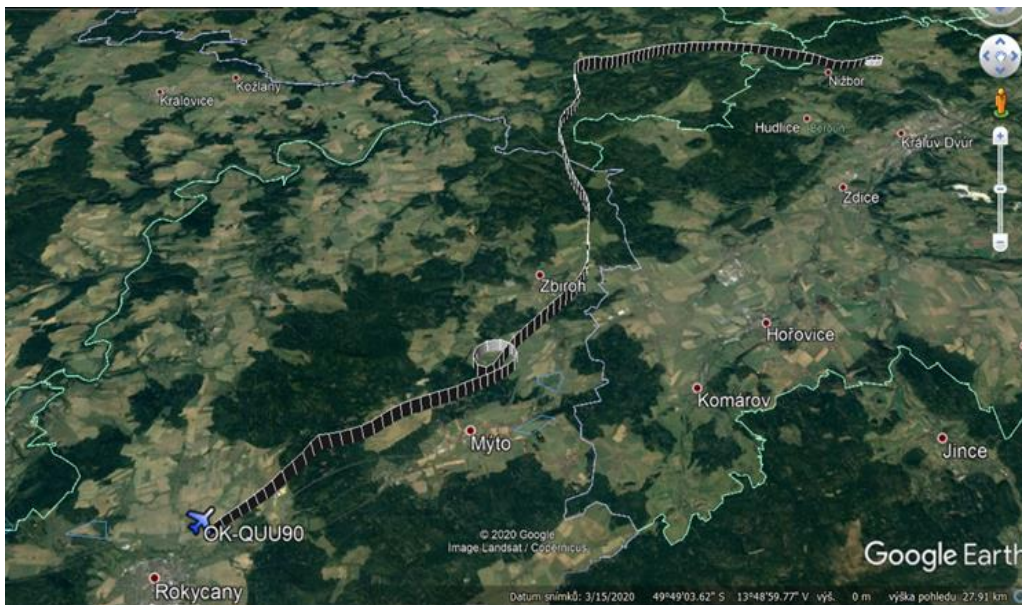 Kožlany
Kralovice
Nižbor
Hudlice
Beroun
Králův Dvůr
Zdice
Zbiroh
Hořovice
Komárov
Mýto
Jince
OK-QUU90
© 2020 Google
Image Landsat / Copernicus
Google Earth
Rokycany
Datum snímků: 3/15/2020 49°49'03.62" S 13°48'59.77" V výš. 0 m výška pohledu 27.91 km